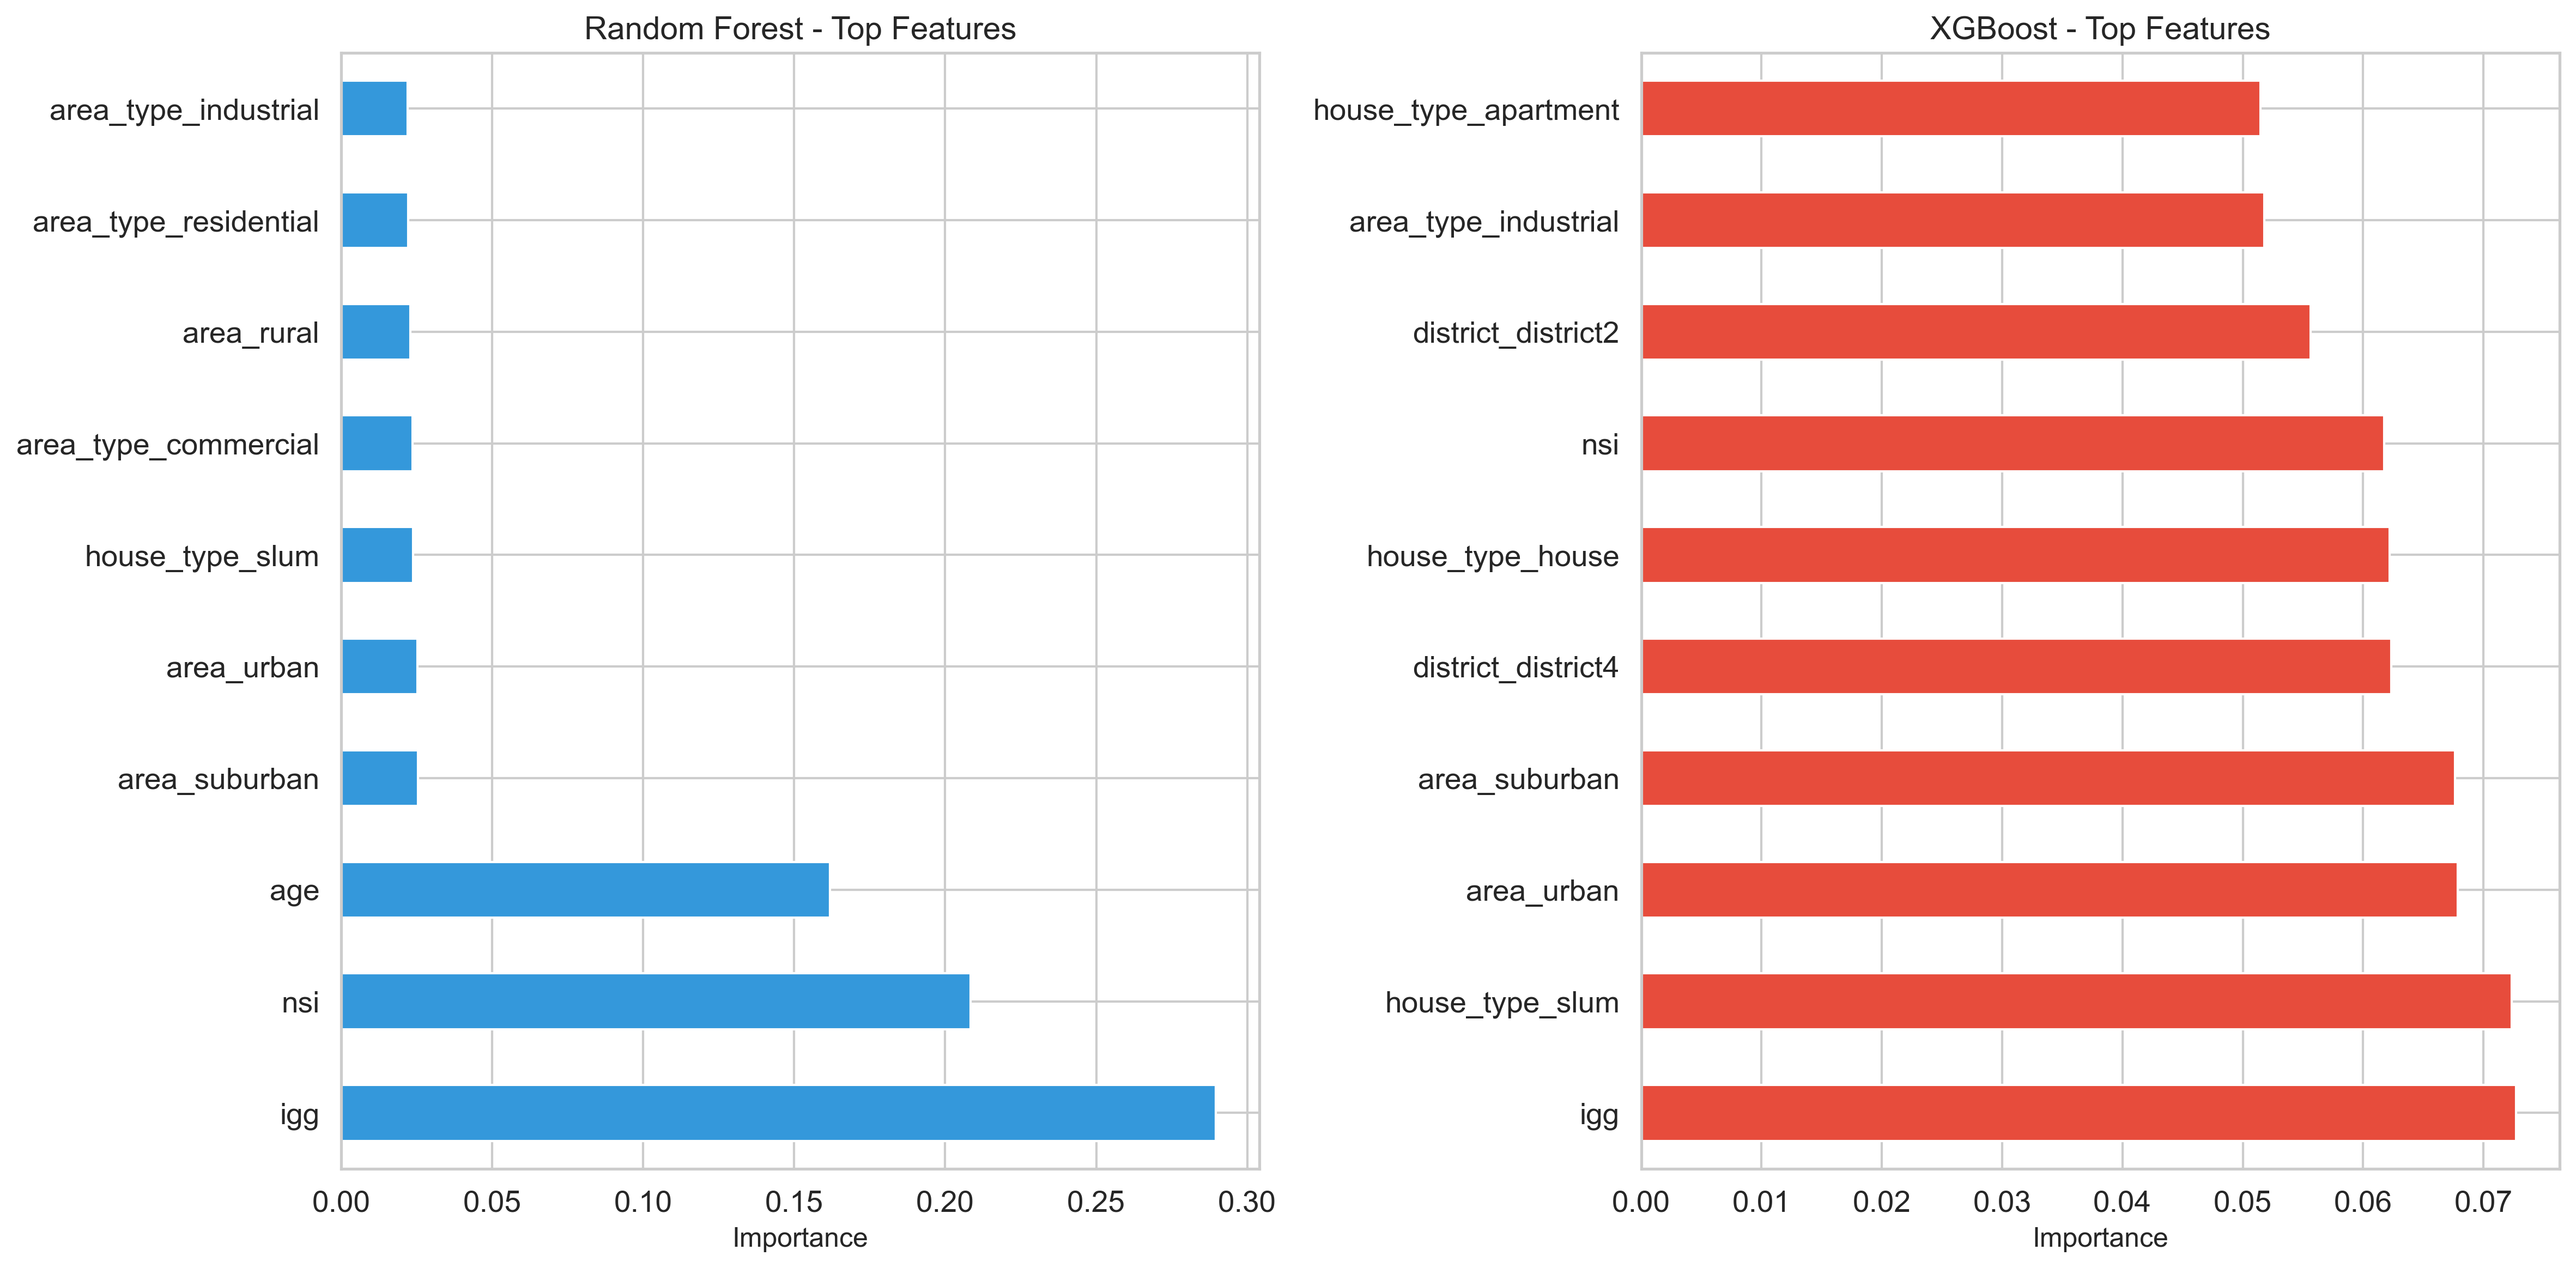 Random Forest - Top Features
area_type_industrial
area_type_residential
area_rural
area_type_commercial
house_type_slum
area_urban
area_suburban
age
nsi
igg
0.00 0.05 0.10 0.15 0.20 0.25 0.30
Importance
XGBoost - Top Features
house_type_apartment
area_type_industrial
district_district2
nsi
house_type_house
district_district4
area_suburban
area_urban
house_type_slum
igg
0.00 0.01 0.02 0.03 0.04 0.05 0.06 0.07
Importance